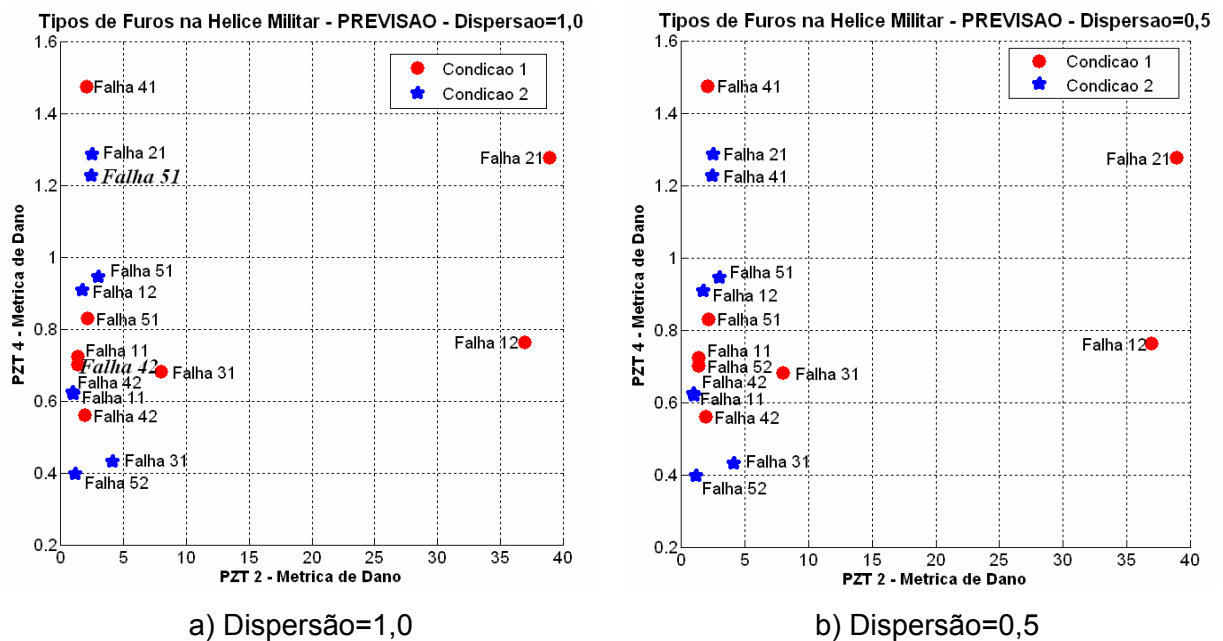 Tipos de Furos na Helice Militar - PREVISAO - Dispersao=1,0
1.6
1.4
1.2
1
0.8
0.6
0.4
0.2
PZT 4 - Metrica de Dano
Condicao 1
Condicao 2
Falha 41
Falha 21
Falha 21
Falha 51
Falha 51
Falha 12
Falha 51
Falha 12
Falha 11
Falha 42
Falha 31
Falha 42
Falha 11
Falha 42
Falha 31
Falha 52
0 5 10 15 20 25 30 35 40
PZT 2 - Metrica de Dano
a) Dispersão=1,0
Tipos de Furos na Helice Militar - PREVISAO - Dispersao=0,5
1.6
1.4
1.2
1
0.8
0.6
0.4
0.2
PZT 4 - Metrica de Dano
Condicao 1
Condicao 2
Falha 41
Falha 21
Falha 21
Falha 41
Falha 51
Falha 12
Falha 51
Falha 12
Falha 11
Falha 52
Falha 31
Falha 42
Falha 11
Falha 42
Falha 31
Falha 52
0 5 10 15 20 25 30 35 40
PZT 2 - Metrica de Dano
b) Dispersão=0,5